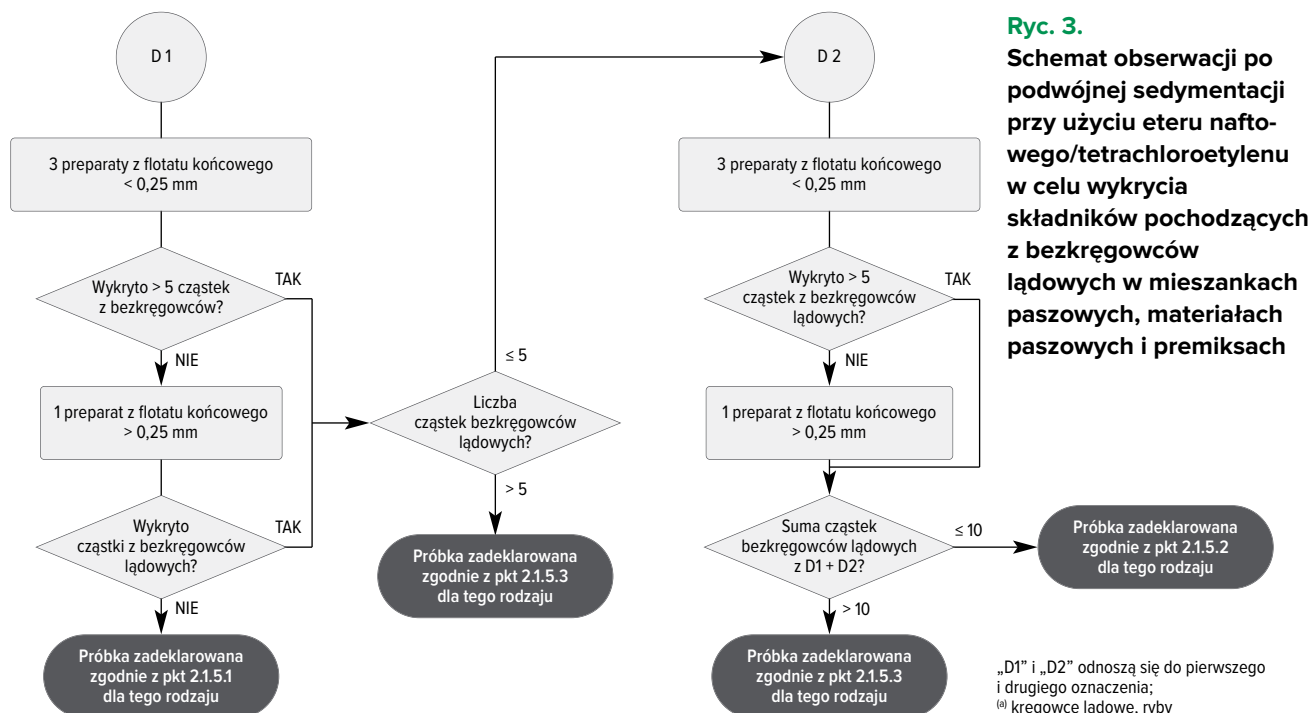 D 1
3 preparaty z flotatu końcowego
< 0,25 mm
Wykryto > 5 cząstek
z bezkręgowców?
TAK
NIE
1 preparat z flotatu końcowego
> 0,25 mm
Wykryto
cząstki z bezkręgowców
lądowych?
TAK
NIE
Próbka zadeklarowana
zgodnie z pkt 2.1.5.1
dla tego rodzaju
≤ 5
Liczba
cząstek bezkręgowców
lądowych?
> 5
Próbka zadeklarowana
zgodnie z pkt 2.1.5.3
dla tego rodzaju
D 2
3 preparaty z flotatu końcowego
< 0,25 mm
Wykryto > 5
cząstek z bezkręgowców
lądowych?
TAK
NIE
1 preparat z flotatu końcowego
> 0,25 mm
Suma cząstek
bezkręgowców lądowych
z D1 + D2?
≤ 10
Próbka zadeklarowana
zgodnie z pkt 2.1.5.2
dla tego rodzaju
> 10
Próbka zadeklarowana
zgodnie z pkt 2.1.5.3
dla tego rodzaju
Ryc. 3.
Schemat obserwacji po
podwójnej sedymentacji
przy użyciu eteru nafto-
wego/tetrachloroetylenu
w celu wykrycia
składników pochodzących
z bezkręgowców
lądowych w mieszankach
paszowych, materiałach
paszowych i premiksach
„D1” i „D2” odnoszą się do pierwszego
i drugiego oznaczenia;
(a) kręgowce lądowe, ryby